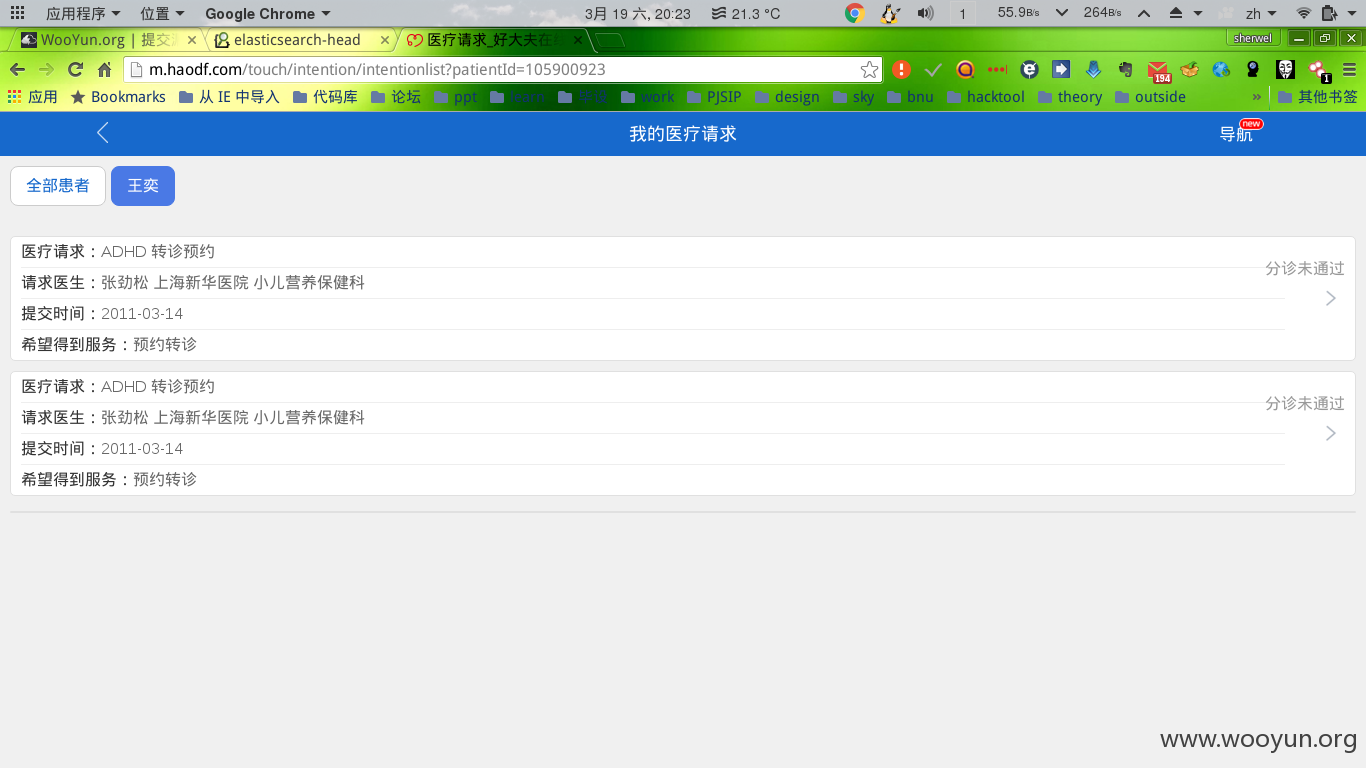 应用程序 位置 Google Chrome 3月 19 六, 20:23 21.3 °C 1 55.9B/s 264B/s zh
WooYun.org | 提交 elasticsearch-head 医疗请求_好大夫在 sherwel
m.haodf.com/touch/intention/intentionlist?patientId=105900923 194 1
应用 Bookmarks 从 IE 中导入 代码库 论坛 ppt work PJSIP design sky bnu hacktool theory outside » 其他书签
我的医疗请求 导航 new
全部患者 王奕
医疗请求：ADHD 转诊预约
分诊未通过
请求医生：张劲松 上海新华医院 小儿营养保健科
提交时间：2011-03-14
希望得到服务：预约转诊
医疗请求：ADHD 转诊预约
分诊未通过
请求医生：张劲松 上海新华医院 小儿营养保健科
提交时间：2011-03-14
希望得到服务：预约转诊
www.wooyun.org